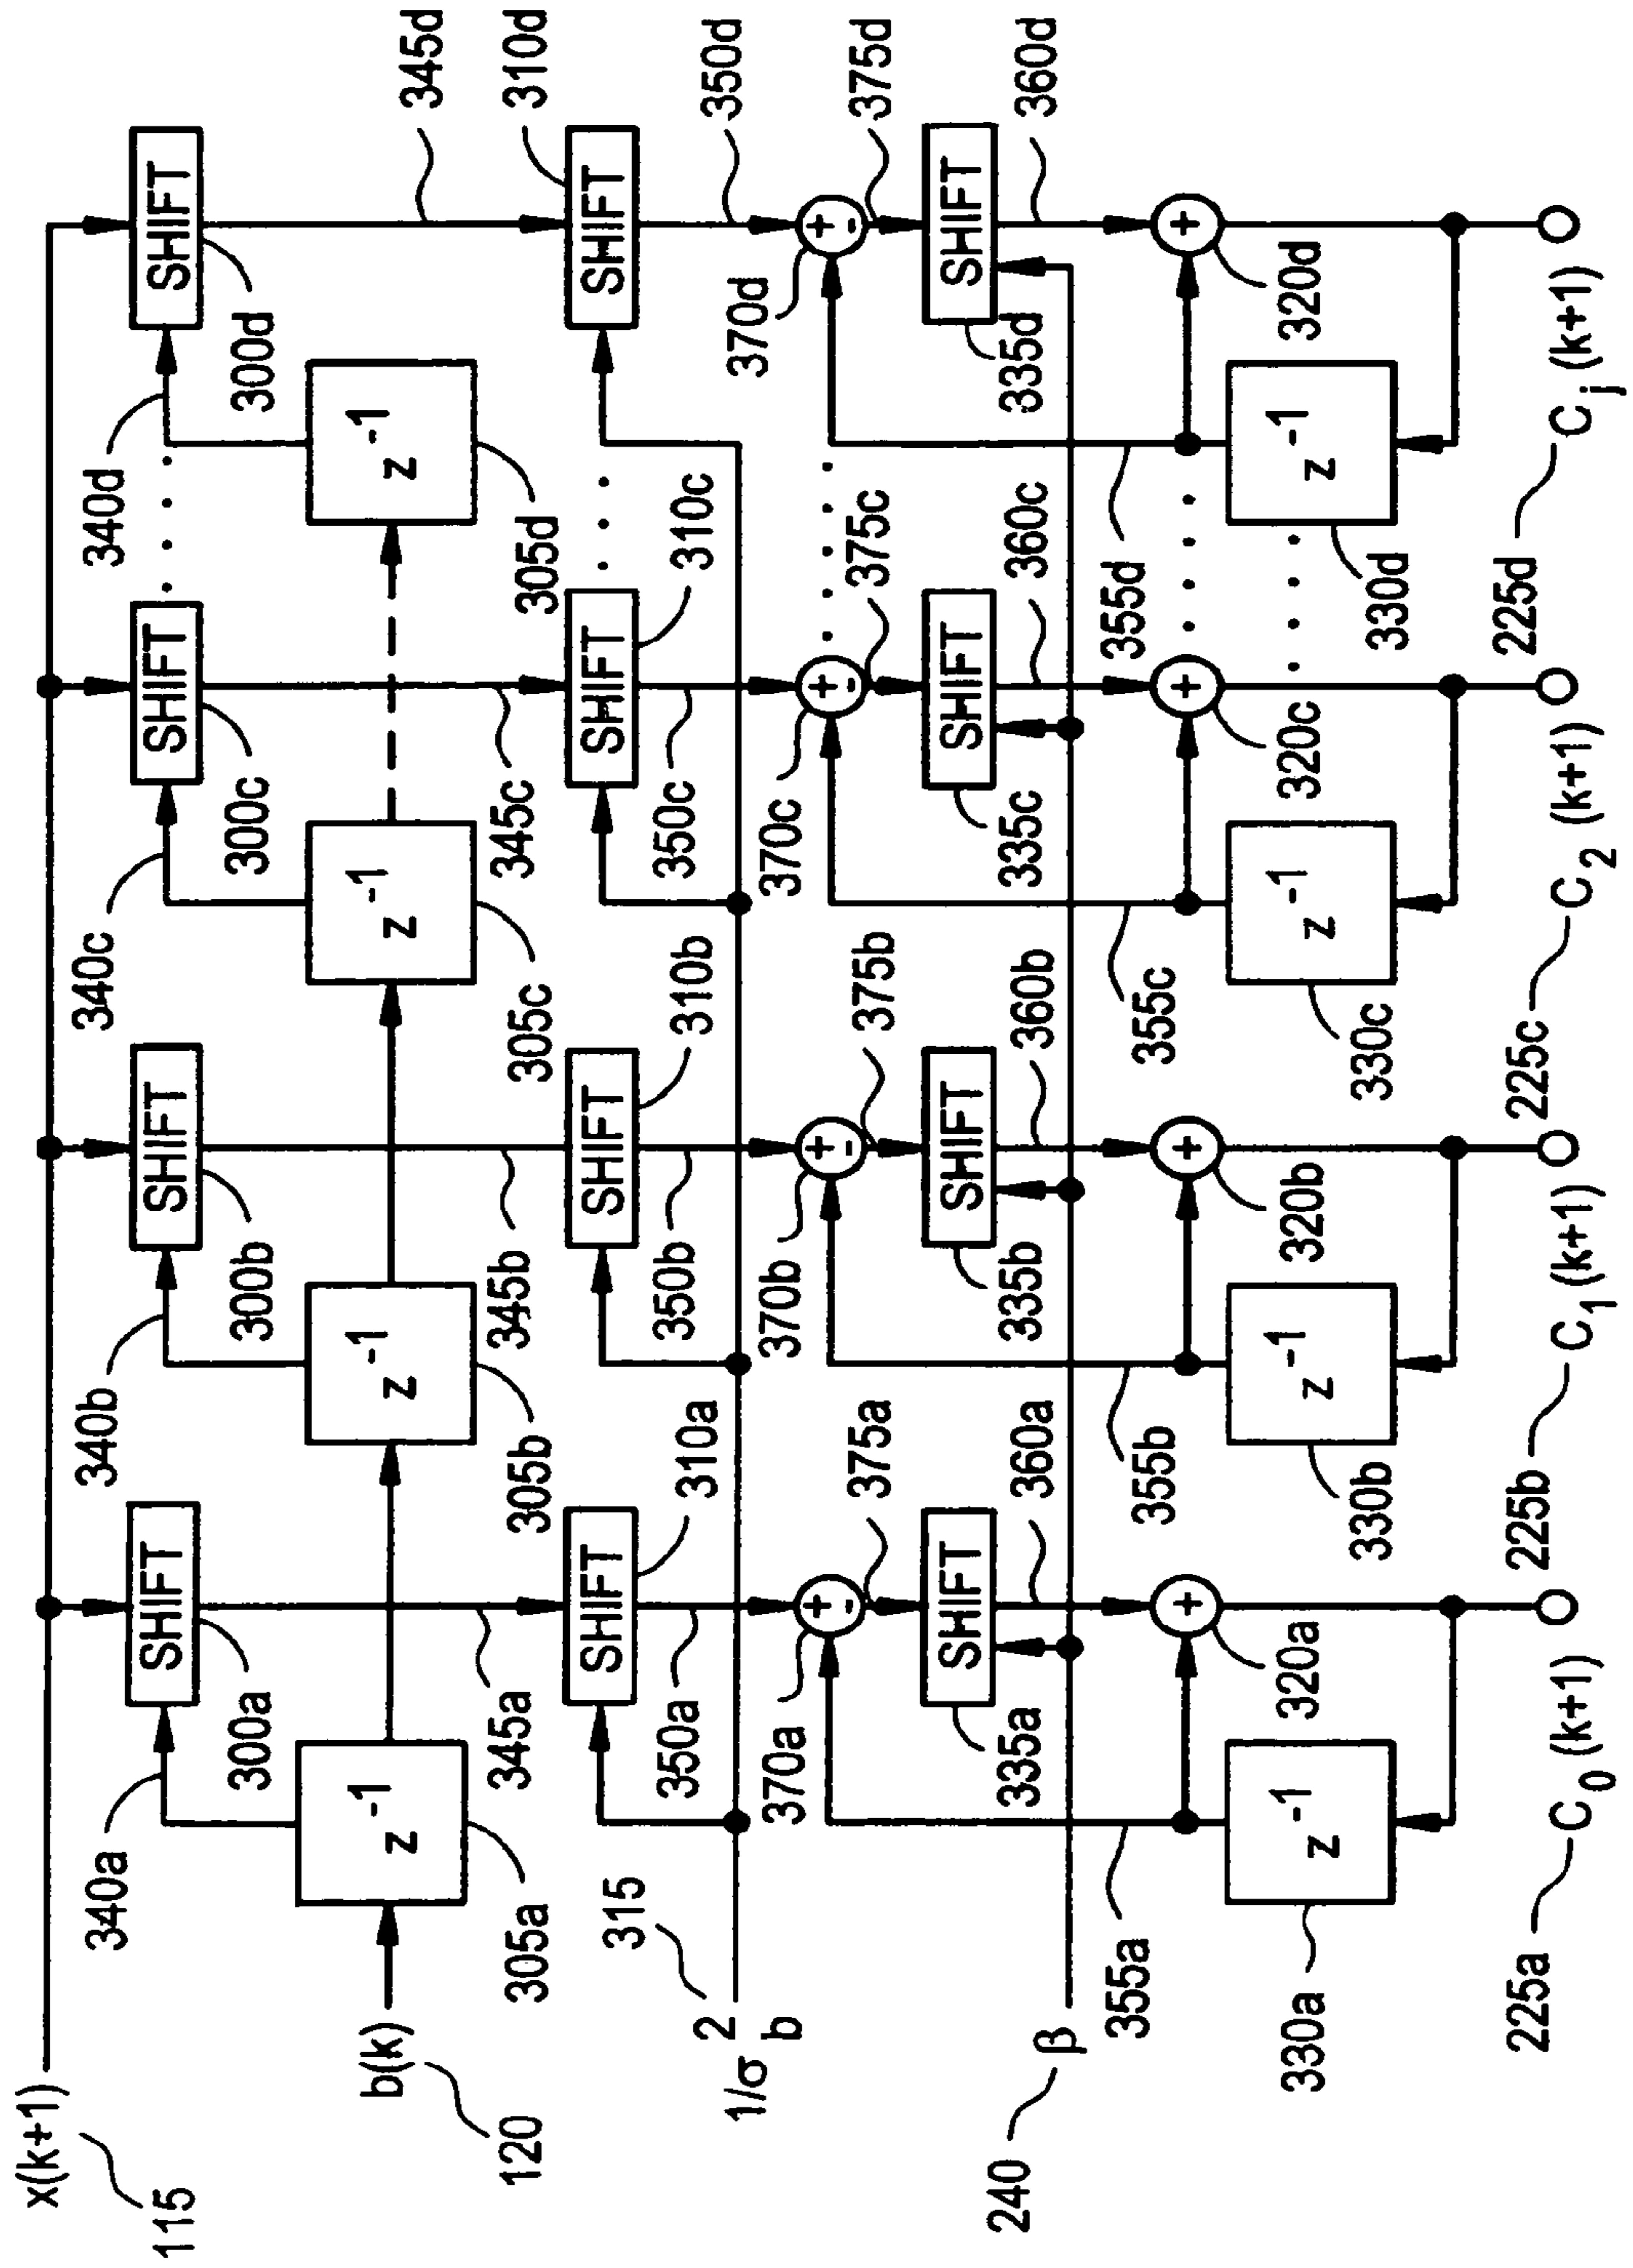 x(k+1)
115
340a
SHIFT
300a
340b
SHIFT
300b
340c
SHIFT
300c
340d
SHIFT
300d
345d
b(k)
120
z⁻¹
305a
345a
z⁻¹
305b
345b
z⁻¹
305c
345c
z⁻¹
305d
1/σ²b
315
SHIFT
310a
350a
SHIFT
310b
350b
SHIFT
310c
350c
SHIFT
310d
350d
370a
+ -
375a
370b
+ -
375b
370c
+ -
375c
370d
+ -
375d
240
β
355a
335a
SHIFT
360a
355b
335b
SHIFT
360b
355c
335c
SHIFT
360c
355d
335d
SHIFT
360d
330a
z⁻¹
+
320a
330b
z⁻¹
+
320b
330c
z⁻¹
+
320c
330d
z⁻¹
+
320d
225a
C₀ (k+1)
225b
C₁ (k+1)
225c
C₂ (k+1)
225d
Cⱼ (k+1)